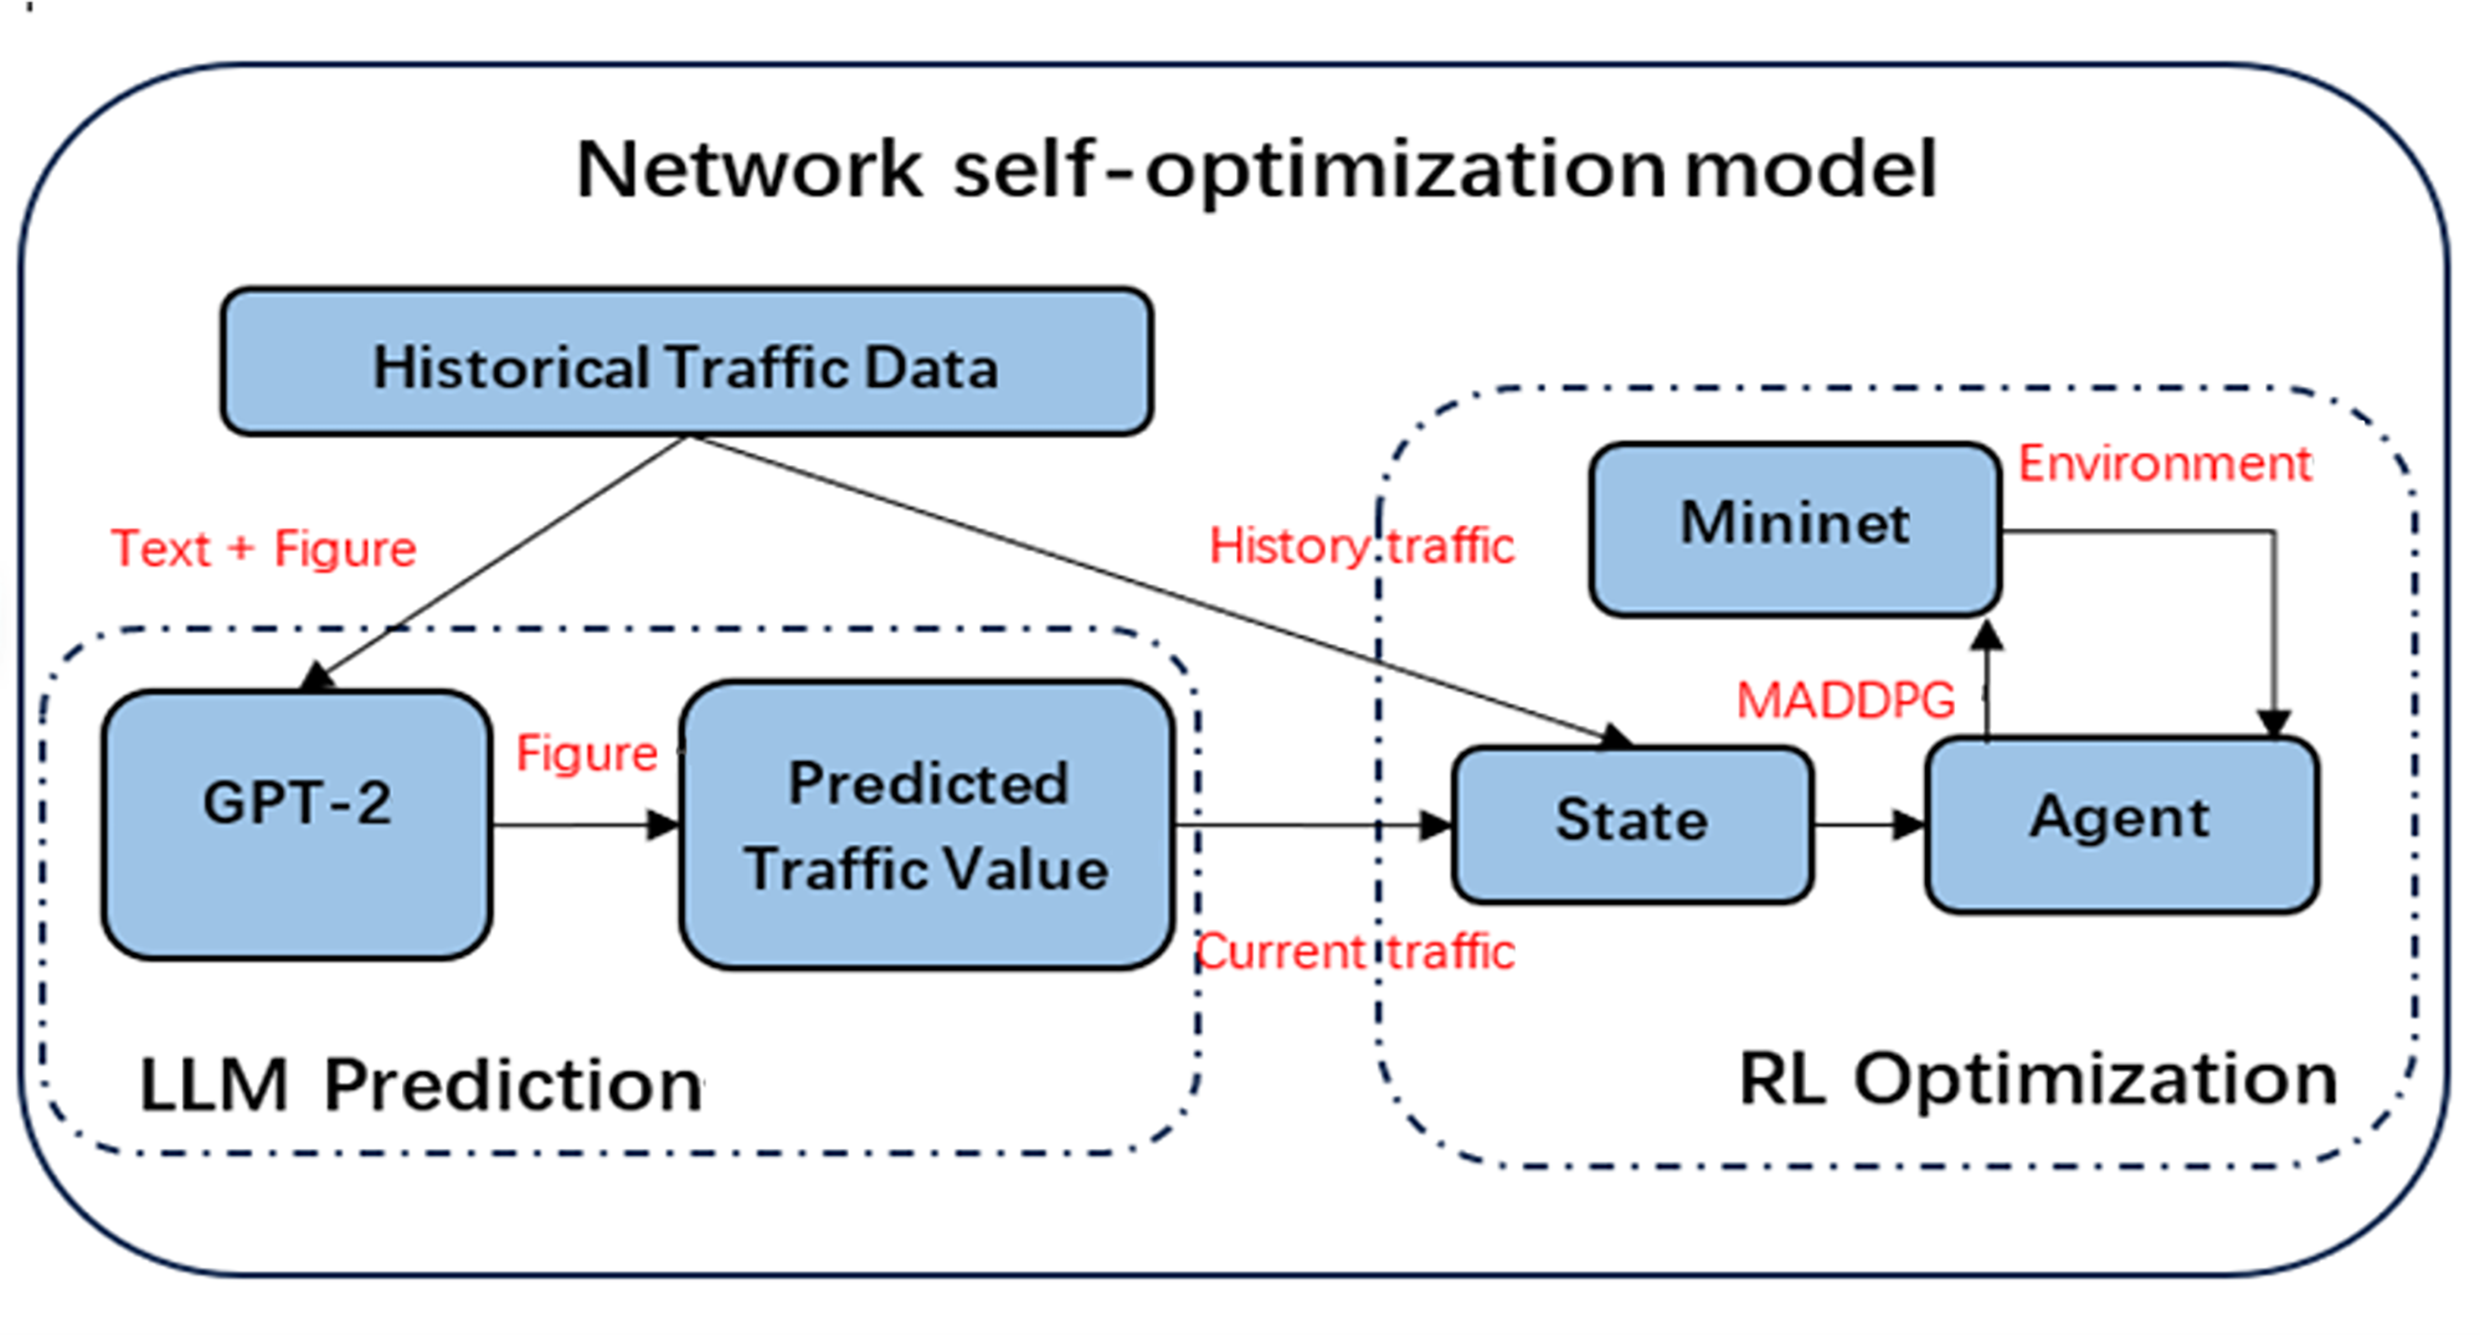 Network self-optimization model
Historical Traffic Data
Text + Figure
History traffic
Mininet
Environment
MADDPG
GPT-2
Figure
Predicted
Traffic Value
State
Agent
Current traffic
LLM Prediction
RL Optimization